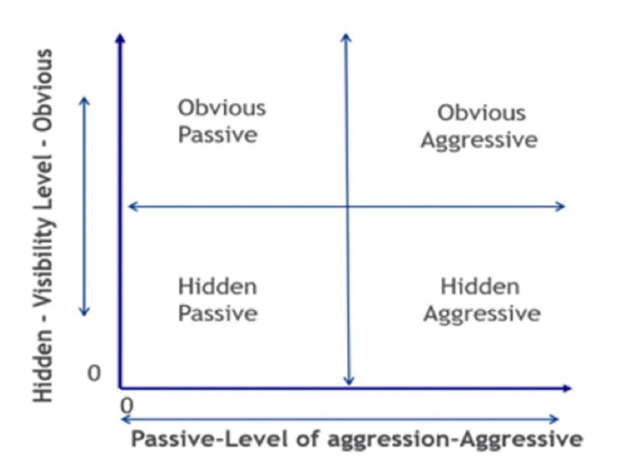 Hidden - Visibility Level - Obvious
Obvious
Passive
Obvious
Aggressive
Hidden
Passive
Hidden
Aggressive
0
0
Passive-Level of aggression-Aggressive